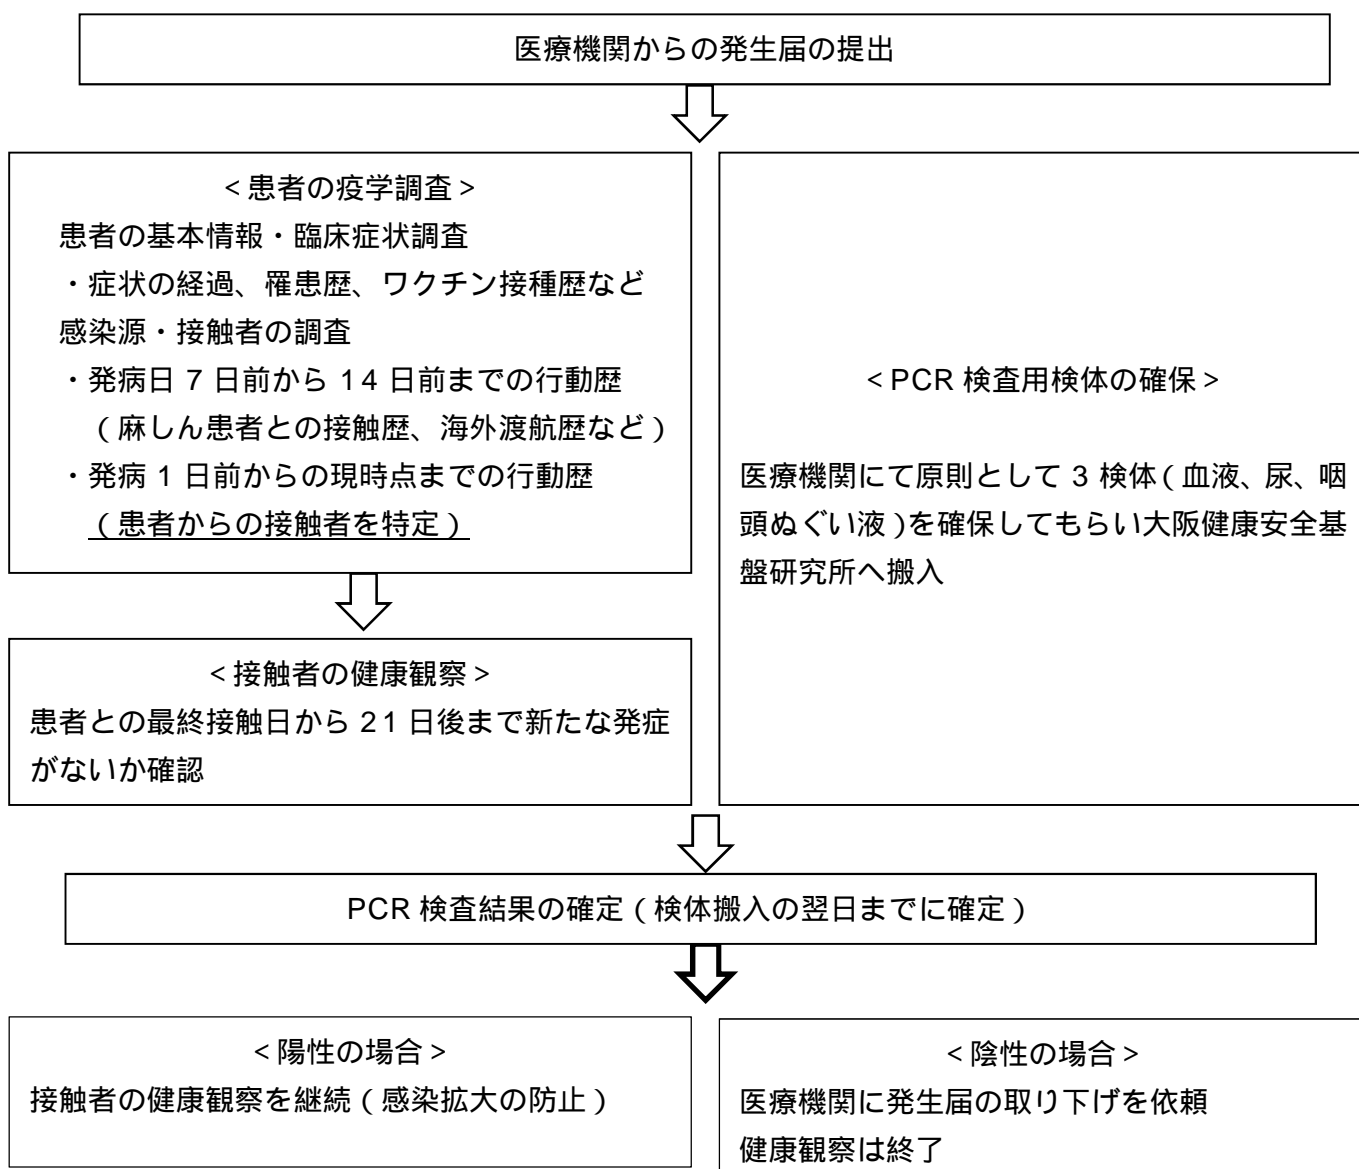 医療機関からの発生届の提出
<患者の疫学調査>
患者の基本情報・臨床症状調査
・症状の経過、罹患歴、ワクチン接種歴など
感染源・接触者の調査
・発病日 7 日前から 14 日前までの行動歴
(麻しん患者との接触歴、海外渡航歴など)
・発病 1 日前からの現時点までの行動歴
(患者からの接触者を特定)
<接触者の健康観察>
患者との最終接触日から 21 日後まで新たな発症
がないか確認
<PCR 検査用検体の確保>
医療機関にて原則として 3 検体(血液、尿、咽
頭ぬぐい液)を確保してもらい大阪健康安全基
盤研究所へ搬入
PCR 検査結果の確定(検体搬入の翌日までに確定)
<陽性の場合>
接触者の健康観察を継続(感染拡大の防止)
<陰性の場合>
医療機関に発生届の取り下げを依頼
健康観察は終了